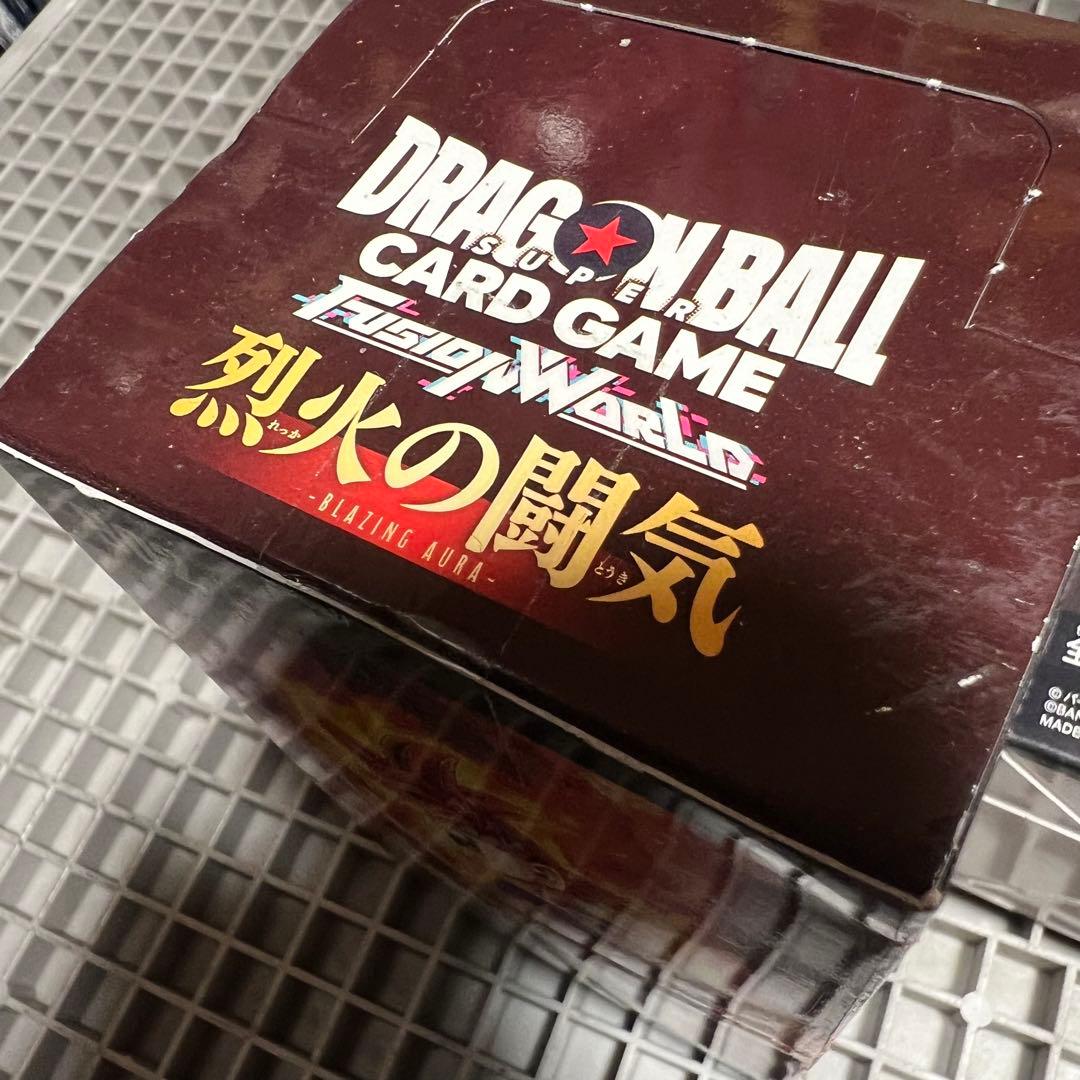 DRAGON BALL
SUPER
CARD GAME
FUSION WORLD
烈火の闘気
れっか
とうき
-BLAZING AURA-
MADE